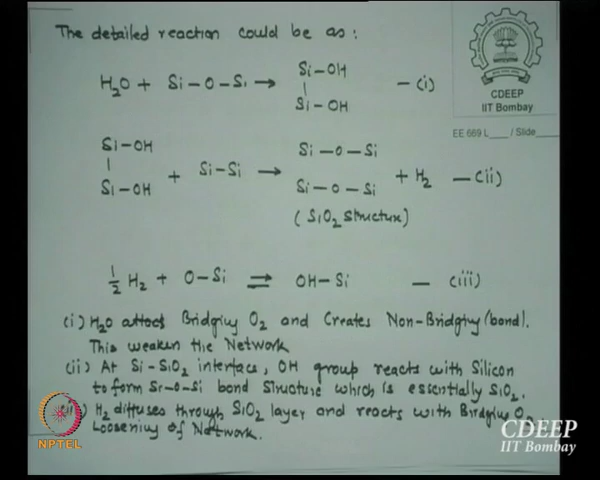 The detailed reaction could be as:
H2O + Si-O-Si → Si-OH
|
Si-OH
-(i)
CDEEP
IIT Bombay
EE 669 L____ / Slide____
Si-OH
|
Si-OH
+ Si-Si → Si-O-Si
Si-O-Si
+ H2 -(ii)
(SiO2 structure)
1/2 H2 + O-Si ⇌ OH-Si -(iii)
(i) H2O attacks Bridging O2 and Creates Non-Bridging (bond).
This weaken the Network
(ii) At Si-SiO2 interface, OH group reacts with Silicon
to form Si-O-Si bond Structure which is essentially SiO2.
(iii) H2 diffuses through SiO2 layer and reacts with Bridging O2.
Loosening of Network.
NPTEL
CDEEP
IIT Bombay